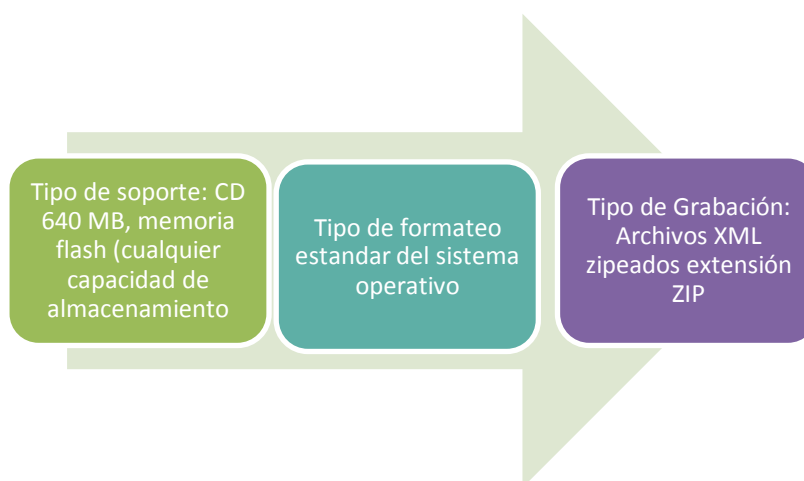 Tipo de soporte: CD
640 MB, memoria
flash (cualquier
capacidad de
almacenamiento
Tipo de formateo
estandar del sistema
operativo
Tipo de Grabación:
Archivos XML
zipeados extensión
ZIP